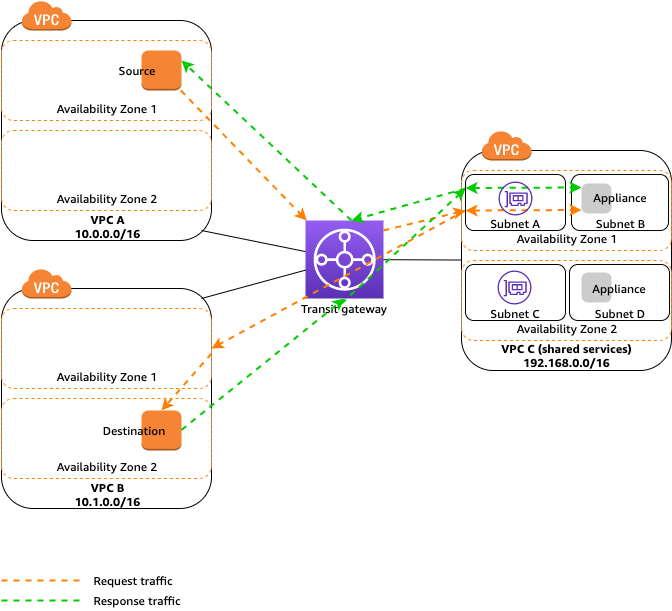 VPC
Source
Availability Zone 1
Availability Zone 2
VPC A
10.0.0.0/16
VPC
Availability Zone 1
Destination
Availability Zone 2
VPC B
10.1.0.0/16
Transit gateway
VPC
Appliance
Subnet A
Subnet B
Availability Zone 1
Appliance
Subnet C
Subnet D
Availability Zone 2
VPC C (shared services)
192.168.0.0/16
Request traffic
Response traffic